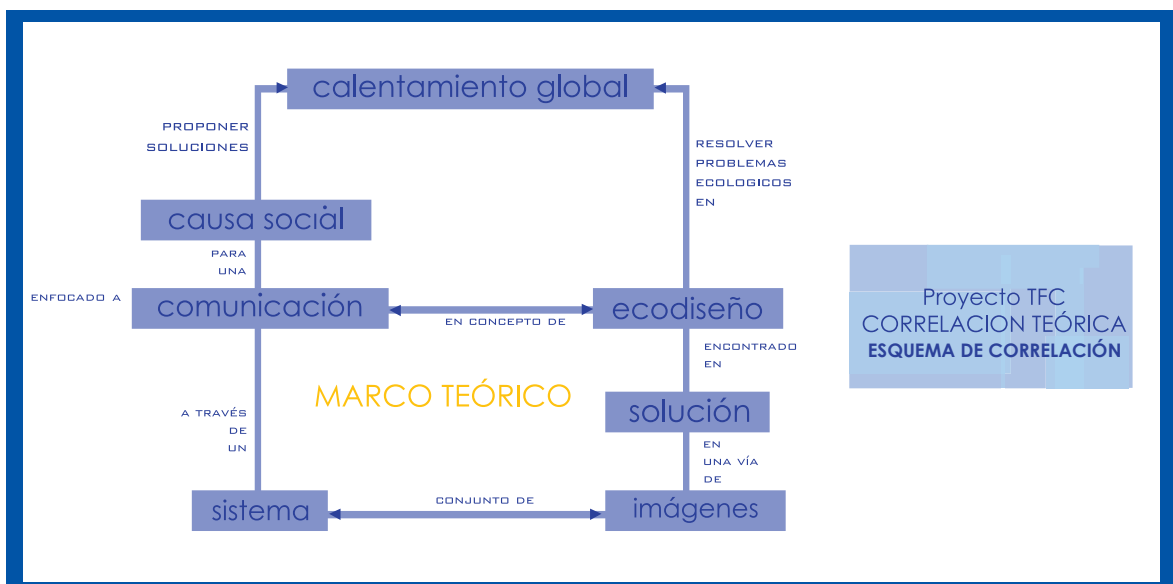 calentamiento global
PROPONER
SOLUCIONES
RESOLVER
PROBLEMAS
ECOLOGICOS
EN
causa social
PARA
UNA
ENFOCADO A
comunicación
EN CONCEPTO DE
ecodiseño
Proyecto TFC
CORRELACION TEÓRICA
ESQUEMA DE CORRELACIÓN
ENCONTRADO
EN
MARCO TEÓRICO
solución
A TRAVÉS
DE
UN
EN
UNA VÍA
DE
sistema
CONJUNTO DE
imágenes